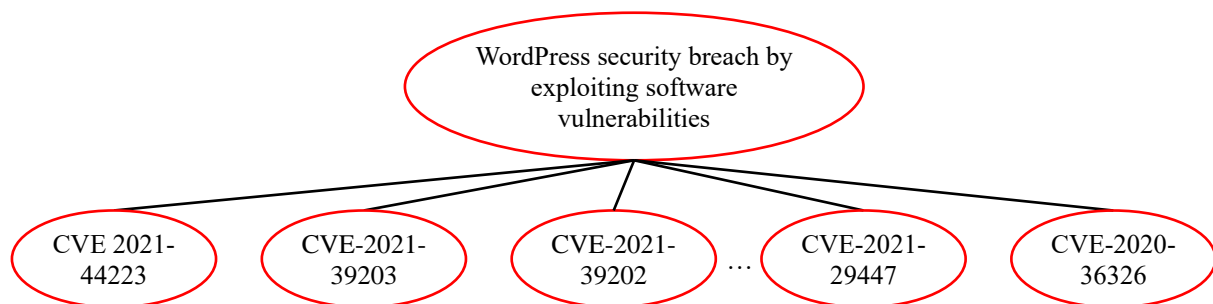 WordPress security breach by
exploiting software
vulnerabilities
CVE 2021-
44223
CVE-2021-
39203
CVE-2021-
39202
...
CVE-2021-
29447
CVE-2020-
36326